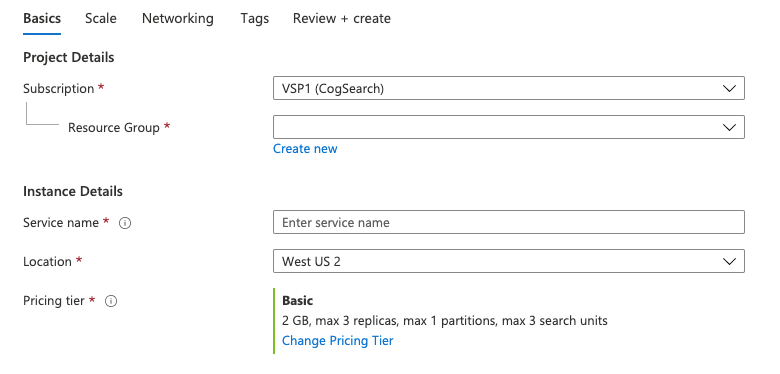 Basics Scale Networking Tags Review + create
Project Details
Subscription * VSP1 (CogSearch)
Resource Group *
Create new
Instance Details
Service name * Enter service name
Location * West US 2
Pricing tier * Basic
2 GB, max 3 replicas, max 1 partitions, max 3 search units
Change Pricing Tier